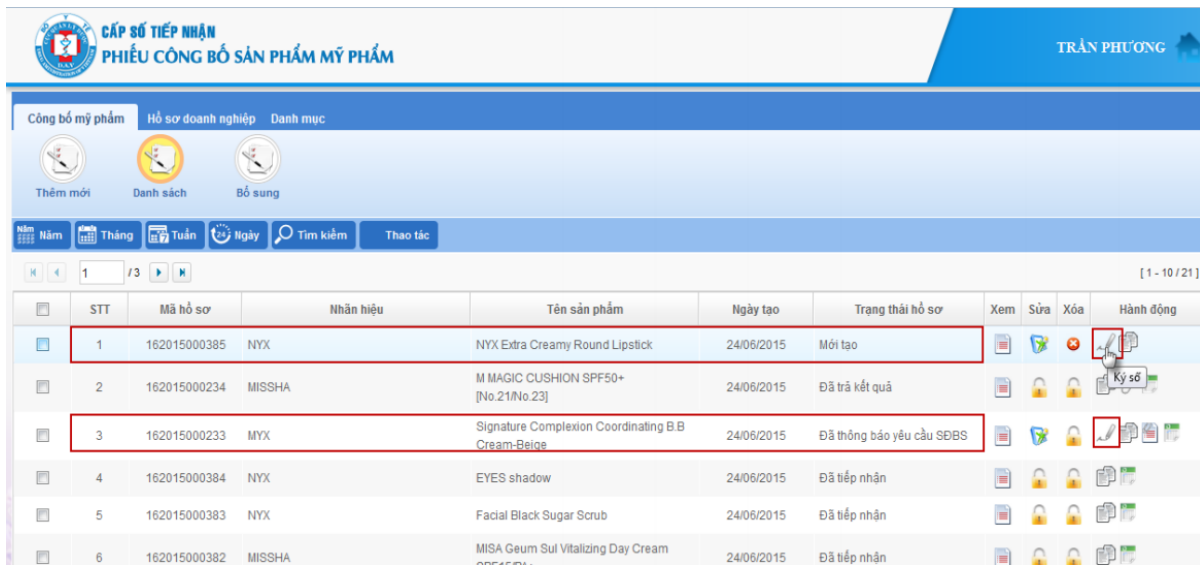 CẤP SỐ TIẾP NHẬN
PHIẾU CÔNG BỐ SẢN PHẨM MỸ PHẨM
TRẦN PHƯƠNG
Công bố mỹ phẩm Hồ sơ doanh nghiệp Danh mục
Thêm mới Danh sách Bổ sung
Năm Tháng Tuần Ngày Tìm kiếm Thao tác
1 /3 [ 1 - 10 / 21 ]
STT Mã hồ sơ Nhãn hiệu Tên sản phẩm Ngày tạo Trạng thái hồ sơ Xem Sửa Xóa Hành động
1 162015000385 NYX NYX Extra Creamy Round Lipstick 24/06/2015 Mới tạo
Ký số
2 162015000234 MISSHA M MAGIC CUSHION SPF50+ 24/06/2015 Đã trả kết quả
[No.21/No.23]
3 162015000233 MYX Signature Complexion Coordinating B.B 24/06/2015 Đã thông báo yêu cầu SĐBS
Cream-Beige
4 162015000384 NYX EYES shadow 24/06/2015 Đã tiếp nhận
5 162015000383 NYX Facial Black Sugar Scrub 24/06/2015 Đã tiếp nhận
6 162015000382 MISSHA MISA Geum Sul Vitalizing Day Cream 24/06/2015 Đã tiếp nhận